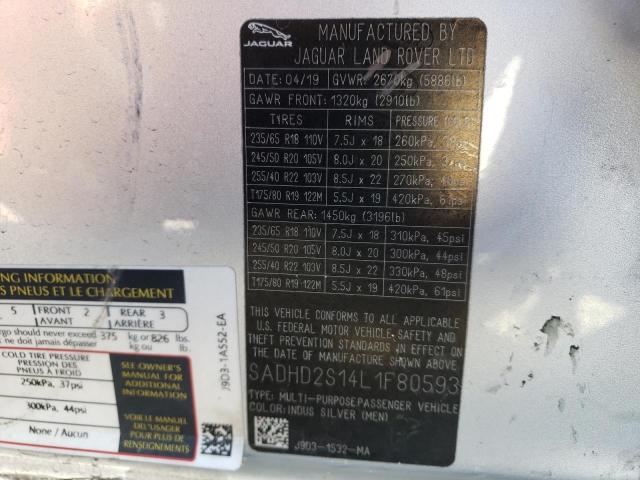 JAGUAR
MANUFACTURED BY
JAGUAR LAND ROVER LTD
DATE: 04/19 GVWR: 2670kg (5886lb)
GAWR FRONT: 1320kg (2910lb)
TIRES RIMS PRESSURE
235/65 R18 110V 7.5J x 18 260kPa,
245/50 R20 105V 8.0J x 20 250kPa,
255/40 R22 103V 8.5J x 22 270kPa,
T175/80 R19 122M 5.5J x 19 420kPa, 61psi
GAWR REAR: 1450kg (3196lb)
235/65 R18 110V 7.5J x 18 310kPa, 45psi
245/50 R20 105V 8.0J x 20 300kPa, 44psi
255/40 R22 103V 8.5J x 22 330kPa, 48psi
T175/80 R19 122M 5.5J x 19 420kPa, 61psi
THIS VEHICLE CONFORMS TO ALL APPLICABLE
U.S. FEDERAL MOTOR VEHICLE SAFETY, BUMPER AND
THEFT PREVENTION STANDARDS IN EFFECT ON THE
DATE OF MANUFACTURE SHOWN ABOVE.
SADHD2S14L1F80593
TYPE: MULTI-PURPOSE PASSENGER VEHICLE
COLOR: INDUS SILVER (MEN)
J9D3-1532-MA
ING INFORMATION
S PNEUS ET LE CHARGEMENT
5 FRONT 2 REAR 3
AVANT ARRIÈRE
rgo should never exceed 375 kg or 826 lbs.
ne doit jamais dépasser kg ou lb.
COLD TIRE PRESSURE
PRESSION DES
PNEUS À FROID
250kPa, 37psi
300kPa, 44psi
None / Aucun
SEE OWNER'S
MANUAL FOR
ADDITIONAL
INFORMATION
VOIR LE MANUEL
DE L'USAGER
POUR PLUS DE
RENSEIGNEMENTS
J9D3-1A552-EA